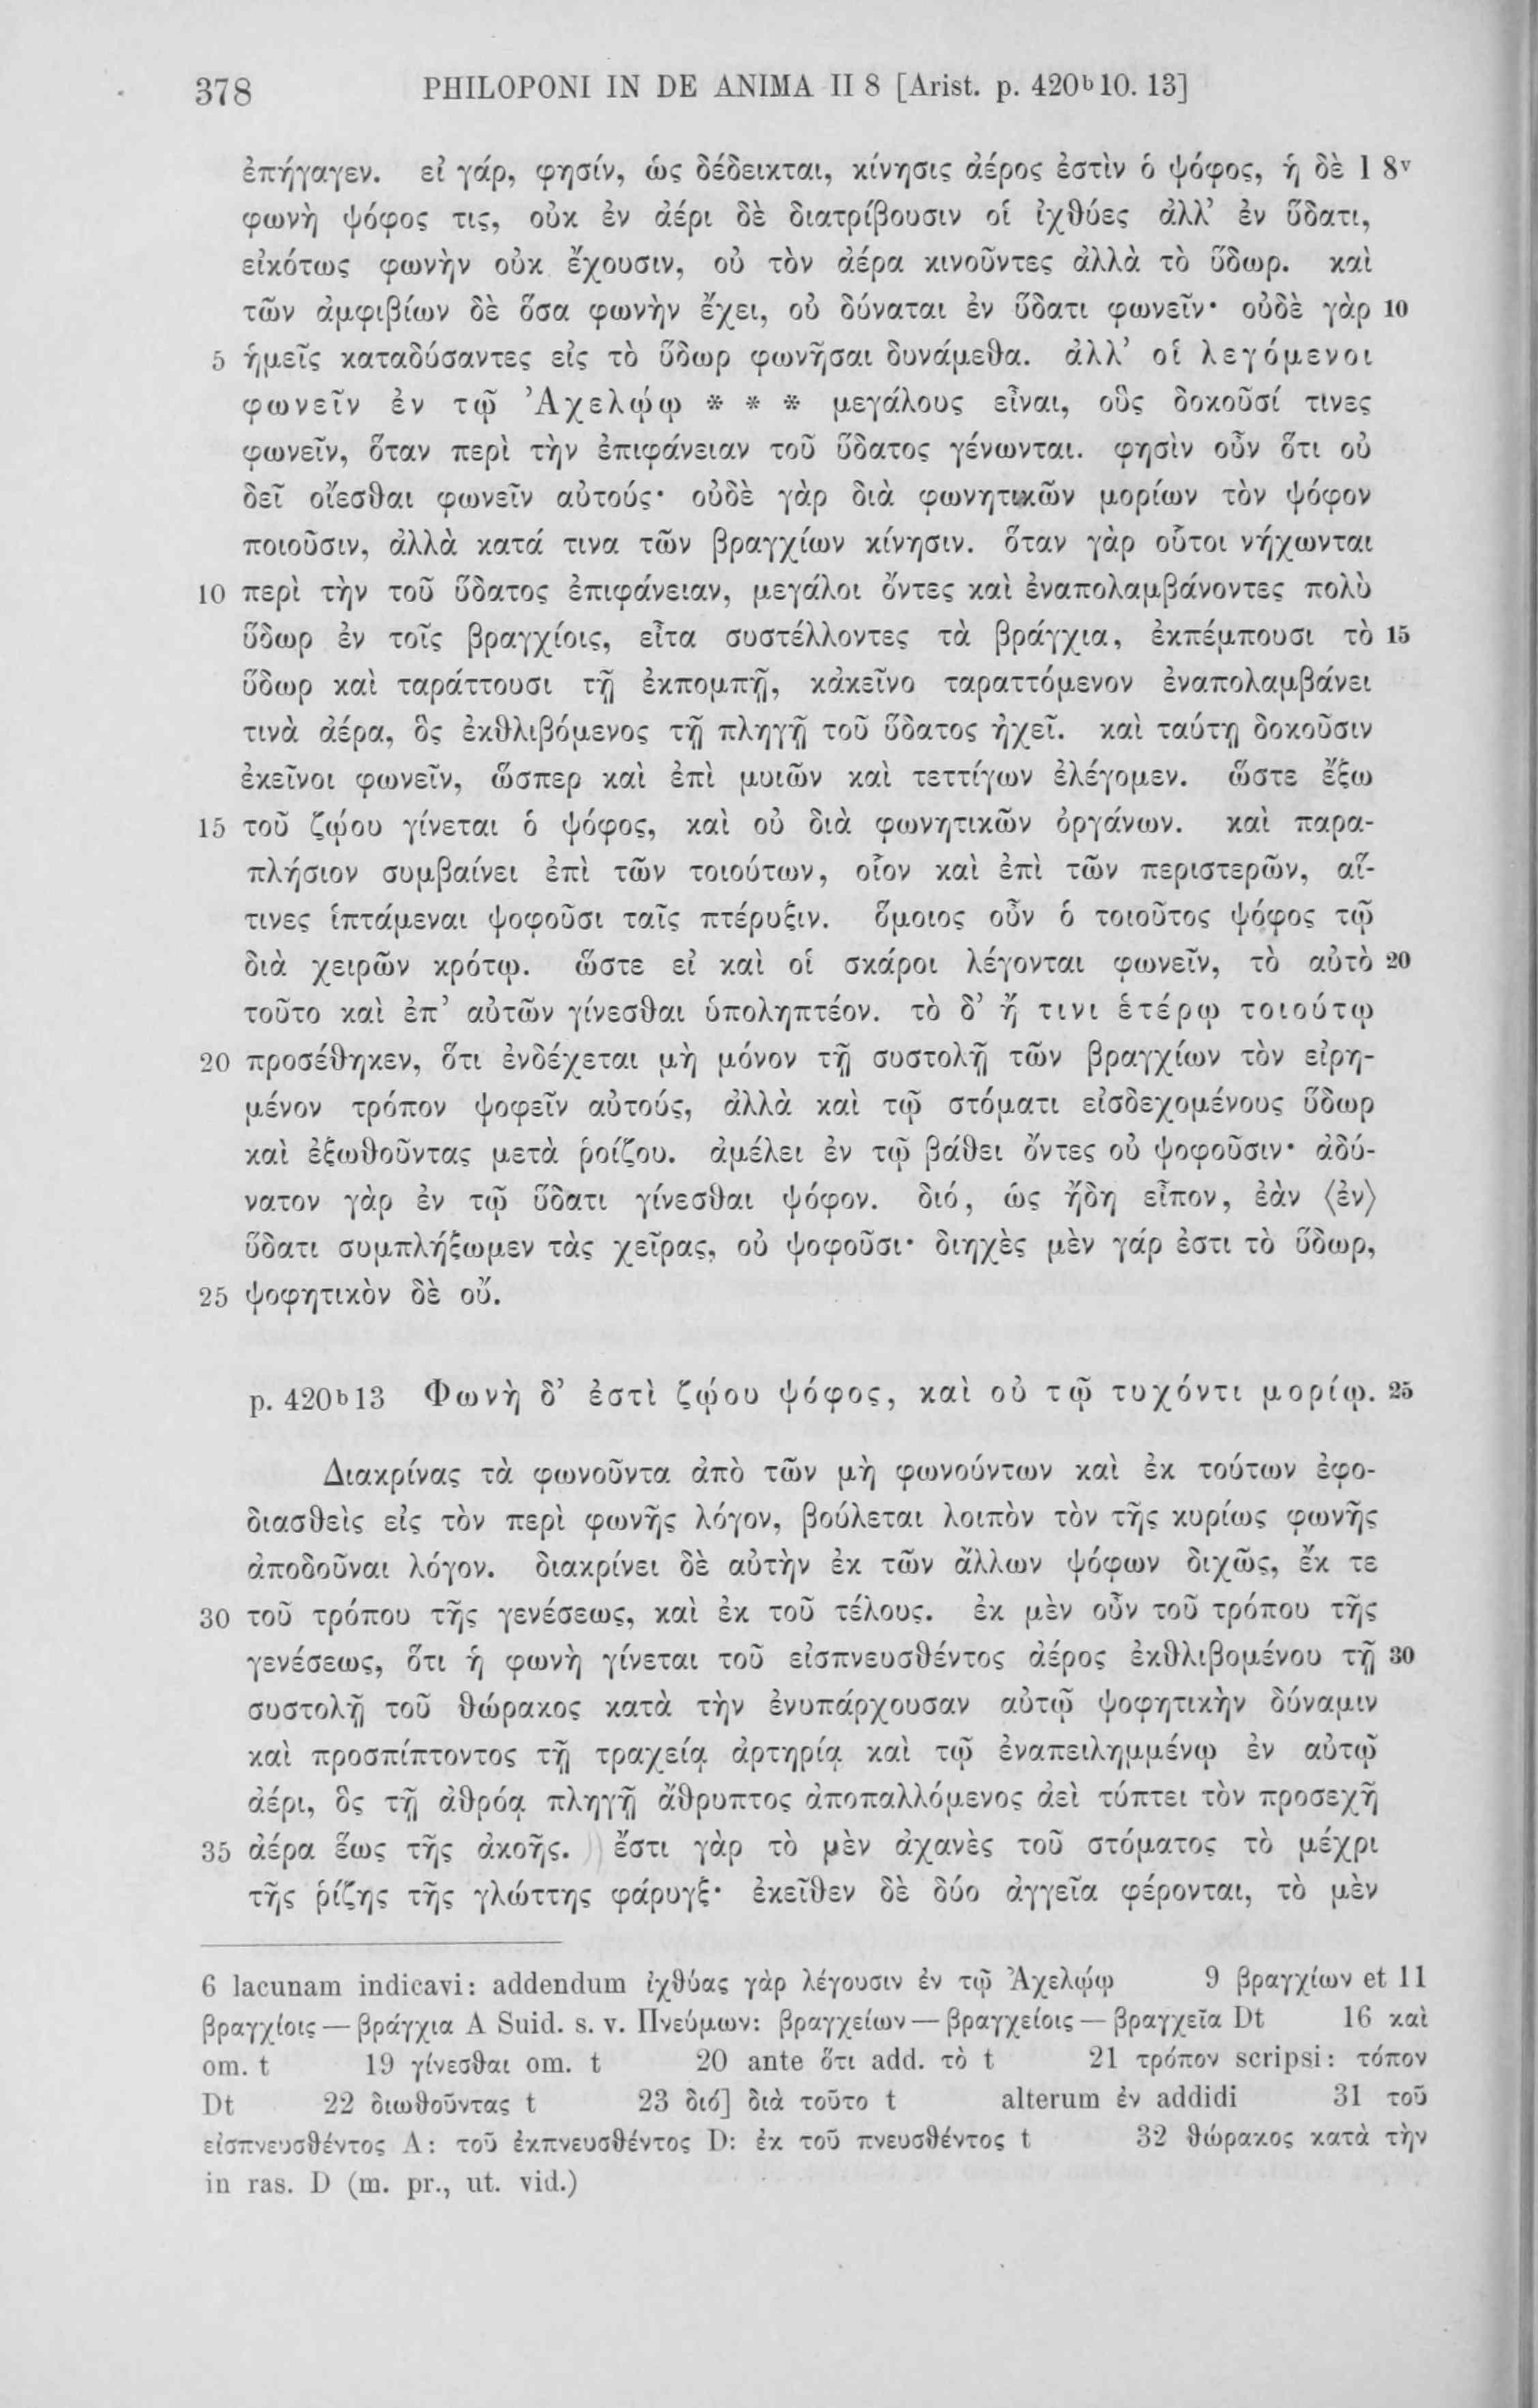 378 PHILOPONI IN DE ANIMA II 8 [Arist. p. 420ᵇ10. 13]
ἐπήγαγεν. εἰ γάρ, φησίν, ὡς δέδεικται, κίνησις ἀέρος ἐστὶν ὁ ψόφος, ἡ δὲ 1 8ᵛ
φωνὴ ψόφος τις, οὐκ ἐν ἀέρι δὲ διατρίβουσιν οἱ ἰχθύες ἀλλ’ ἐν ὕδατι,
εἰκότως φωνὴν οὐκ ἔχουσιν, οὐ τὸν ἀέρα κινοῦντες ἀλλὰ τὸ ὕδωρ. καὶ
τῶν ἀμφιβίων δὲ ὅσα φωνὴν ἔχει, οὐ δύναται ἐν ὕδατι φωνεῖν· οὐδὲ γὰρ 10
5 ἡμεῖς καταδύσαντες εἰς τὸ ὕδωρ φωνῆσαι δυνάμεθα. ἀλλ’ οἱ λεγόμενοι
φωνεῖν ἐν τῷ Ἀχελῴῳ * * * μεγάλους εἶναι, οὓς δοκοῦσί τινες
φωνεῖν, ὅταν περὶ τὴν ἐπιφάνειαν τοῦ ὕδατος γένωνται. φησὶν οὖν ὅτι οὐ
δεῖ οἴεσθαι φωνεῖν αὐτούς· οὐδὲ γὰρ διὰ φωνητικῶν μορίων τὸν ψόφον
ποιοῦσιν, ἀλλὰ κατά τινα τῶν βραγχίων κίνησιν. ὅταν γὰρ οὗτοι νήχωνται
10 περὶ τὴν τοῦ ὕδατος ἐπιφάνειαν, μεγάλοι ὄντες καὶ ἐναπολαμβάνοντες πολὺ
ὕδωρ ἐν τοῖς βραγχίοις, εἶτα συστέλλοντες τὰ βράγχια, ἐκπέμπουσι τὸ 15
ὕδωρ καὶ ταράττουσι τῇ ἐκπομπῇ, κἀκεῖνο ταραττόμενον ἐναπολαμβάνει
τινὰ ἀέρα, ὃς ἐκθλιβόμενος τῇ πληγῇ τοῦ ὕδατος ἠχεῖ. καὶ ταύτῃ δοκοῦσιν
ἐκεῖνοι φωνεῖν, ὥσπερ καὶ ἐπὶ μυιῶν καὶ τεττίγων ἐλέγομεν. ὥστε ἔξω
15 τοῦ ζῴου γίνεται ὁ ψόφος, καὶ οὐ διὰ φωνητικῶν ὀργάνων. καὶ παρα-
πλήσιον συμβαίνει ἐπὶ τῶν τοιούτων, οἷον καὶ ἐπὶ τῶν περιστερῶν, αἵ-
τινες ἱπτάμεναι ψοφοῦσι ταῖς πτέρυξιν. ὅμοιος οὖν ὁ τοιοῦτος ψόφος τῷ
διὰ χειρῶν κρότῳ. ὥστε εἰ καὶ οἱ σκάροι λέγονται φωνεῖν, τὸ αὐτὸ 20
τοῦτο καὶ ἐπ’ αὐτῶν γίνεσθαι ὑποληπτέον. τὸ δ’ ἤ τινι ἑτέρῳ τοιούτῳ
20 προσέθηκεν, ὅτι ἐνδέχεται μὴ μόνον τῇ συστολῇ τῶν βραγχίων τὸν εἰρη-
μένον τρόπον ψοφεῖν αὐτούς, ἀλλὰ καὶ τῷ στόματι εἰσδεχομένους ὕδωρ
καὶ ἐξωθοῦντας μετὰ ῥοίζου. ἀμέλει ἐν τῷ βάθει ὄντες οὐ ψοφοῦσιν· ἀδύ-
νατον γὰρ ἐν τῷ ὕδατι γίνεσθαι ψόφον. διό, ὡς ἤδη εἶπον, ἐὰν ⟨ἐν⟩
ὕδατι συμπλήξωμεν τὰς χεῖρας, οὐ ψοφοῦσι· διηχὲς μὲν γάρ ἐστι τὸ ὕδωρ,
25 ψοφητικὸν δὲ οὔ.
p. 420ᵇ13 Φωνὴ δ’ ἐστὶ ζῴου ψόφος, καὶ οὐ τῷ τυχόντι μορίῳ. 25
Διακρίνας τὰ φωνοῦντα ἀπὸ τῶν μὴ φωνούντων καὶ ἐκ τούτων ἐφο-
διασθεὶς εἰς τὸν περὶ φωνῆς λόγον, βούλεται λοιπὸν τὸν τῆς κυρίως φωνῆς
ἀποδοῦναι λόγον. διακρίνει δὲ αὐτὴν ἐκ τῶν ἄλλων ψόφων διχῶς, ἔκ τε
30 τοῦ τρόπου τῆς γενέσεως, καὶ ἐκ τοῦ τέλους. ἐκ μὲν οὖν τοῦ τρόπου τῆς
γενέσεως, ὅτι ἡ φωνὴ γίνεται τοῦ εἰσπνευσθέντος ἀέρος ἐκθλιβομένου τῇ 30
συστολῇ τοῦ θώρακος κατὰ τὴν ἐνυπάρχουσαν αὐτῷ ψοφητικὴν δύναμιν
καὶ προσπίπτοντος τῇ τραχείᾳ ἀρτηρίᾳ καὶ τῷ ἐναπειλημμένῳ ἐν αὐτῷ
ἀέρι, ὃς τῇ ἀθρόᾳ πληγῇ ἄθρυπτος ἀποπαλλόμενος ἀεὶ τύπτει τὸν προσεχῆ
35 ἀέρα ἕως τῆς ἀκοῆς. ἔστι γὰρ τὸ μὲν ἀχανὲς τοῦ στόματος τὸ μέχρι
τῆς ῥίζης τῆς γλώττης φάρυγξ· ἐκεῖθεν δὲ δύο ἀγγεῖα φέρονται, τὸ μὲν
6 lacunam indicavi: addendum ἰχθύας γὰρ λέγουσιν ἐν τῷ Ἀχελῴῳ 9 βραγχίων et 11
βραγχίοις — βράγχια A Suid. s. v. Πνεύμων: βραγχείων — βραγχείοις — βραγχεῖα Dt 16 καὶ
om. t 19 γίνεσθαι om. t 20 ante ὅτι add. τὸ t 21 τρόπον scripsi: τόπον
Dt 22 διωθοῦντας t 23 διό] διὰ τοῦτο t alterum ἐν addidi 31 τοῦ
εἰσπνευσθέντος A: τοῦ ἐκπνευσθέντος D: ἐκ τοῦ πνευσθέντος t 32 θώρακος κατὰ τὴν
in ras. D (m. pr., ut. vid.)